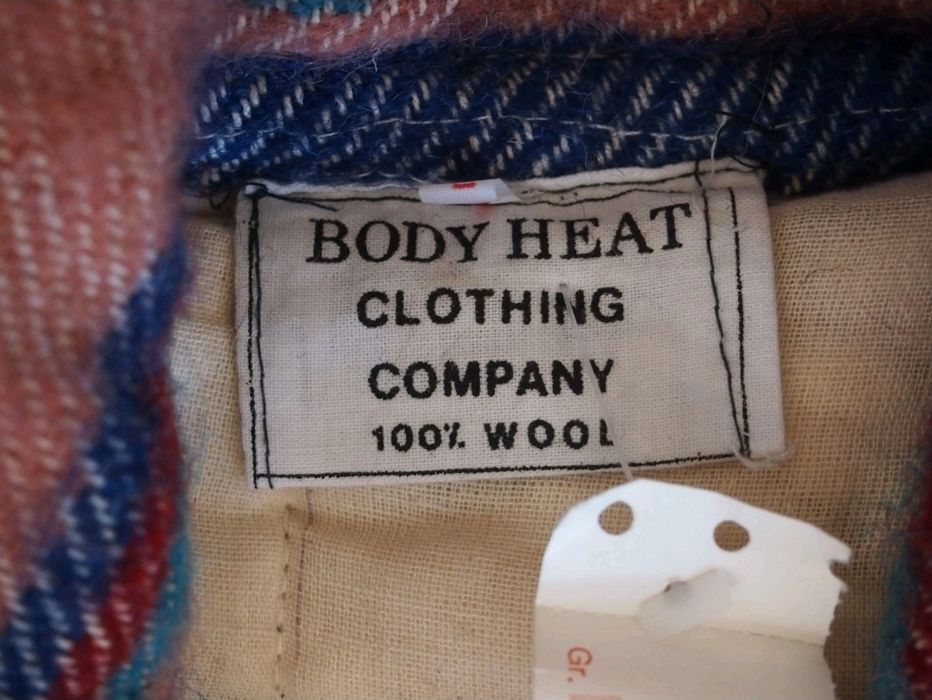 BODY HEAT
CLOTHING
COMPANY
100% WOOL
Gr.